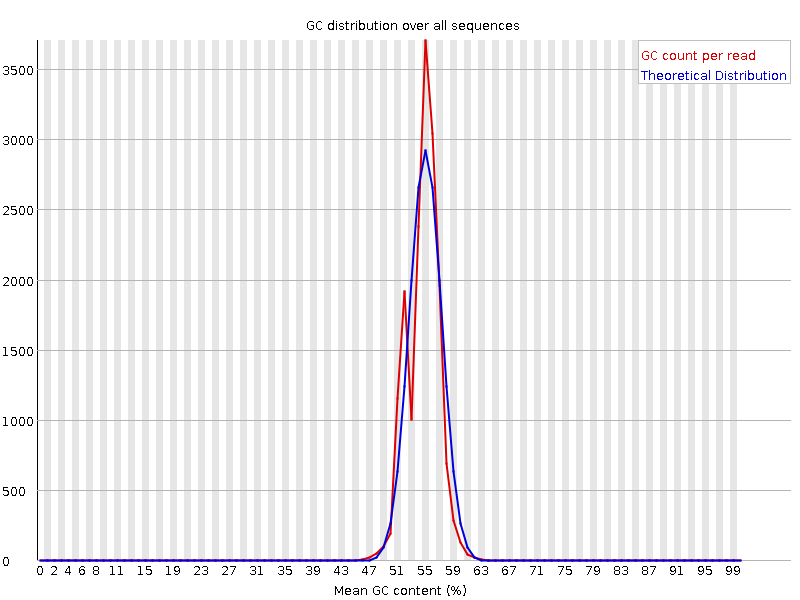 GC distribution over all sequences
GC count per read
Theoretical Distribution
3500
3000
2500
2000
1500
1000
500
0
0 2 4 6 8 11 15 19 23 27 31 35 39 43 47 51 55 59 63 67 71 75 79 83 87 91 95 99
Mean GC content (%)